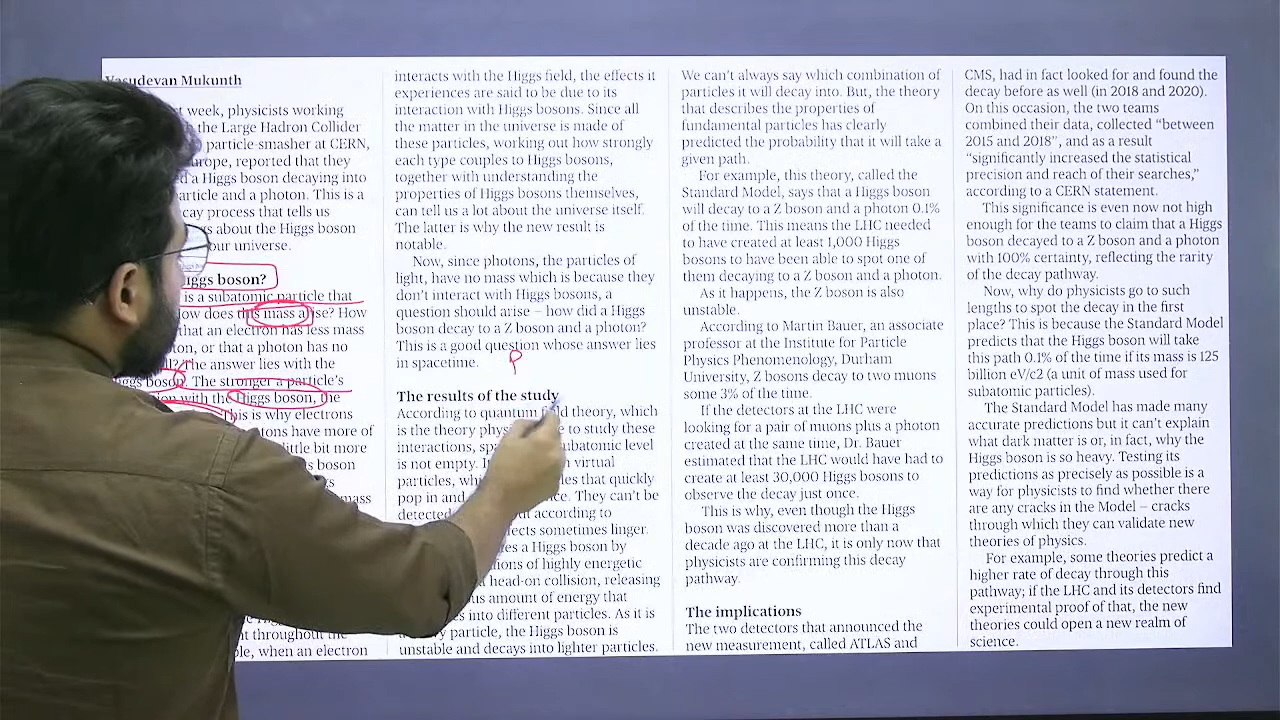 Vasudevan Mukunth
t week, physicists working
the Large Hadron Collider
particle-smasher at CERN,
urope, reported that they
d a Higgs boson decaying into
article and a photon. This is a
cay process that tells us
s about the Higgs boson
our universe.
iggs boson?
is a subatomic particle that
ow does this mass arise? How
that an elec as less mass
ton, or that a photon has no
The answer lies with the
iggs boson. The stronger a particle's
ion with the Higgs boson, the
his is why electrons
tons have more of
little bit more
s boson
mass
t throughout the
ple, when an electron
interacts with the Higgs field, the effects it
experiences are said to be due to its
interaction with Higgs bosons. Since all
the matter in the universe is made of
these particles, working out how strongly
each type couples to Higgs bosons,
together with understanding the
properties of Higgs bosons themselves,
can tell us a lot about the universe itself.
The latter is why the new result is
notable.
Now, since photons, the particles of
light, have no mass which is because they
don't interact with Higgs bosons, a
question should arise – how did a Higgs
boson decay to a Z boson and a photon?
This is a good question whose answer lies
in spacetime.
P
The results of the study
According to quantum field theory, which
is the theory phys e to study these
interactions, sp ubatomic level
is not empty. I n virtual
particles, wh les that quickly
pop in and ce. They can't be
detected t according to
ects sometimes linger.
es a Higgs boson by
ions of highly energetic
head-on collision, releasing
us amount of energy that
s into different particles. As it is
y particle, the Higgs boson is
unstable and decays into lighter particles.
We can't always say which combination of
particles it will decay into. But, the theory
that describes the properties of
fundamental particles has clearly
predicted the probability that it will take a
given path.
For example, this theory, called the
Standard Model, says that a Higgs boson
will decay to a Z boson and a photon 0.1%
of the time. This means the LHC needed
to have created at least 1,000 Higgs
bosons to have been able to spot one of
them decaying to a Z boson and a photon.
As it happens, the Z boson is also
unstable.
According to Martin Bauer, an associate
professor at the Institute for Particle
Physics Phenomenology, Durham
University, Z bosons decay to two muons
some 3% of the time.
If the detectors at the LHC were
looking for a pair of muons plus a photon
created at the same time, Dr. Bauer
estimated that the LHC would have had to
create at least 30,000 Higgs bosons to
observe the decay just once.
This is why, even though the Higgs
boson was discovered more than a
decade ago at the LHC, it is only now that
physicists are confirming this decay
pathway.
The implications
The two detectors that announced the
new measurement, called ATLAS and
CMS, had in fact looked for and found the
decay before as well (in 2018 and 2020).
On this occasion, the two teams
combined their data, collected “between
2015 and 2018”, and as a result
“significantly increased the statistical
precision and reach of their searches,”
according to a CERN statement.
This significance is even now not high
enough for the teams to claim that a Higgs
boson decayed to a Z boson and a photon
with 100% certainty, reflecting the rarity
of the decay pathway.
Now, why do physicists go to such
lengths to spot the decay in the first
place? This is because the Standard Model
predicts that the Higgs boson will take
this path 0.1% of the time if its mass is 125
billion eV/c2 (a unit of mass used for
subatomic particles).
The Standard Model has made many
accurate predictions but it can't explain
what dark matter is or, in fact, why the
Higgs boson is so heavy. Testing its
predictions as precisely as possible is a
way for physicists to find whether there
are any cracks in the Model – cracks
through which they can validate new
theories of physics.
For example, some theories predict a
higher rate of decay through this
pathway; if the LHC and its detectors find
experimental proof of that, the new
theories could open a new realm of
science.